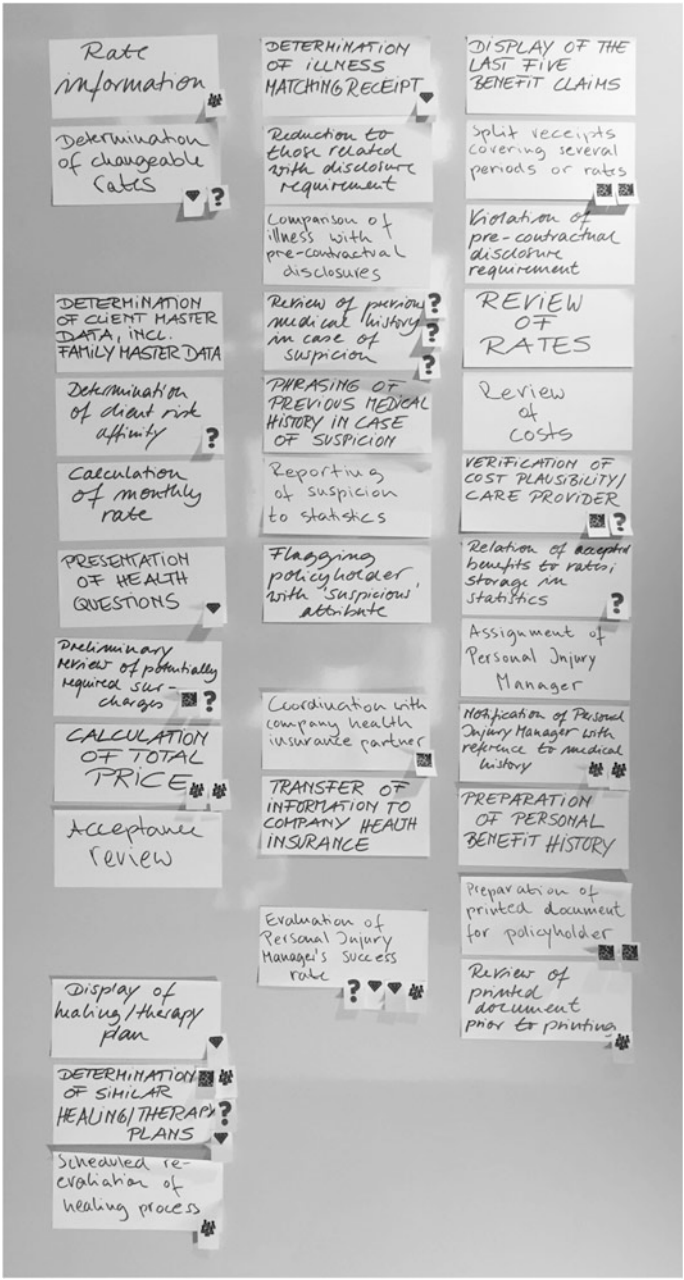 Rate
information
Determination
of changeable
rates
?
DETERMINATION
OF CLIENT MASTER
DATA, INCL.
FAMILY MASTER DATA
Determination
of client risk
affinity
?
Calculation
of monthly
rate
PRESENTATION
OF HEALTH
QUESTIONS
Preliminary
review of potentially
required sur-
charges
?
CALCULATION
OF TOTAL
PRICE
Acceptance
review
Display of
healing/therapy
plan
DETERMINATION
OF SIMILAR
HEALING/THERAPY
PLANS
?
Scheduled re-
evaluation of
healing process
DETERMINATION
OF ILLNESS
MATCHING RECEIPT
Reduction to
those related
with disclosure
requirement
Comparison of
illness with
pre-contractual
disclosures
Review of previous
medical history
in case of
suspicion
?
?
?
PHRASING OF
PREVIOUS MEDICAL
HISTORY IN CASE
OF SUSPICION
Reporting
of suspicion
to statistics
Flagging
policyholder
with 'suspicious'
attribute
Coordination with
company health
insurance partner
TRANSFER OF
INFORMATION TO
COMPANY HEALTH
INSURANCE
Evaluation of
Personal Injury
Manager's success
rate
?
DISPLAY OF THE
LAST FIVE
BENEFIT CLAIMS
Split receipts
covering several
periods or rates
Violation of
pre-contractual
disclosure
requirement
REVIEW
OF
RATES
Review
of
costs
VERIFICATION OF
COST PLAUSIBILITY/
CARE PROVIDER
?
Relation of accepted
benefits to rates;
storage in
statistics
?
Assignment of
Personal Injury
Manager
Notification of Personal
Injury Manager with
reference to medical
history
PREPARATION
OF PERSONAL
BENEFIT HISTORY
Preparation of
printed document
for policyholder
Review of
printed
document
prior to printing